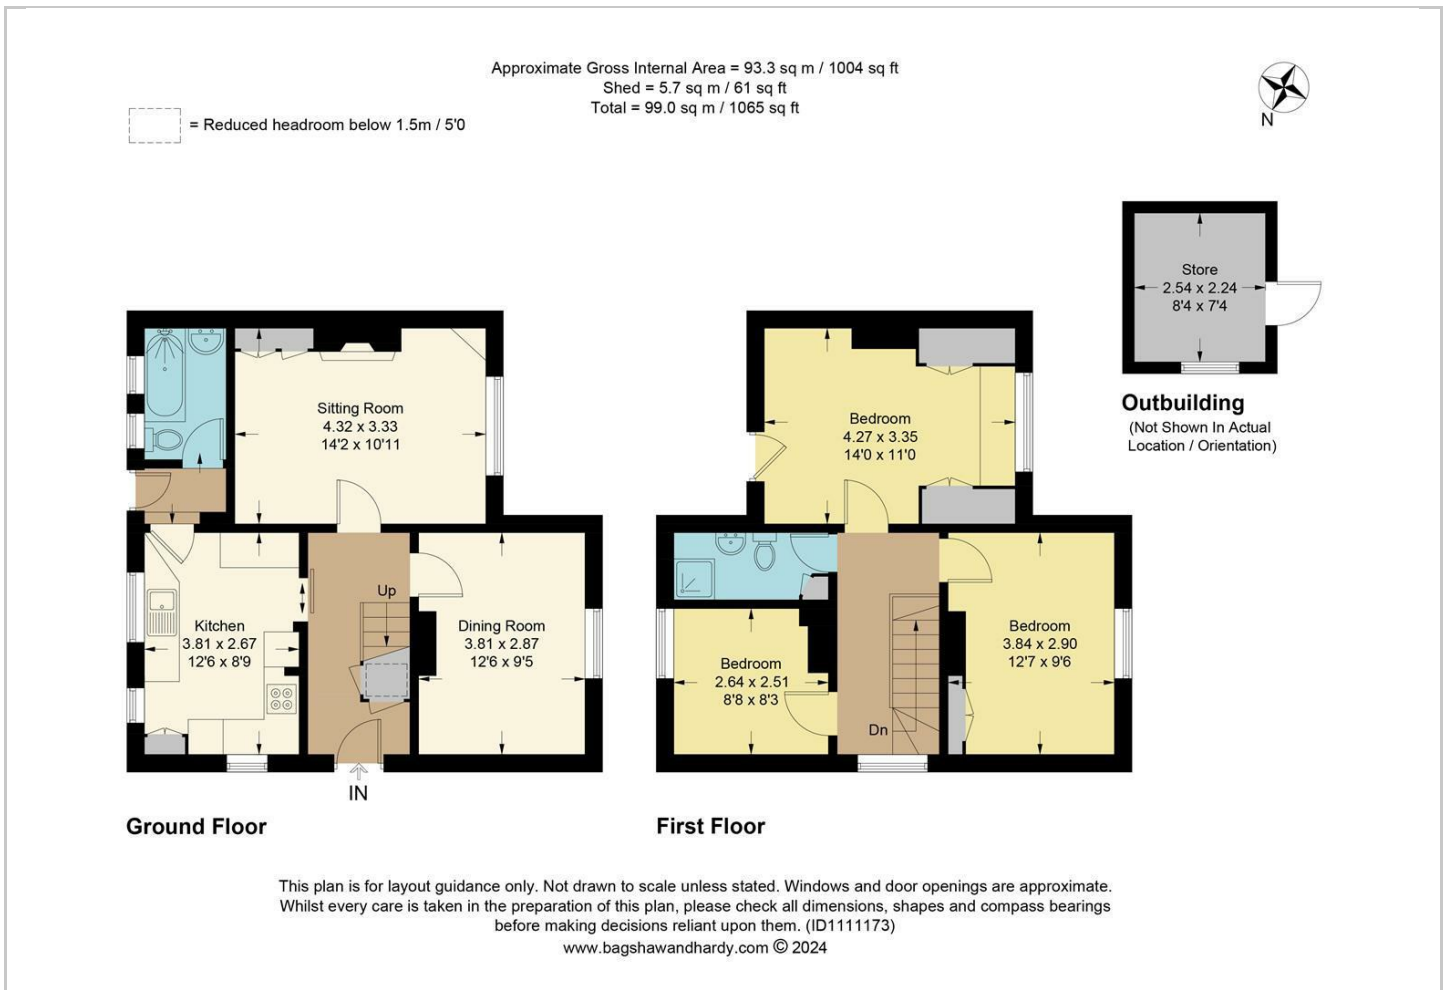 Approximate Gross Internal Area = 93.3 sq m / 1004 sq ft
Shed = 5.7 sq m / 61 sq ft
Total = 99.0 sq m / 1065 sq ft
= Reduced headroom below 1.5m / 5'0
N
Store
2.54 x 2.24
8'4 x 7'4
Outbuilding
(Not Shown In Actual
Location / Orientation)
Sitting Room
4.32 x 3.33
14'2 x 10'11
Up
Kitchen
3.81 x 2.67
12'6 x 8'9
Dining Room
3.81 x 2.87
12'6 x 9'5
IN
Ground Floor
Bedroom
4.27 x 3.35
14'0 x 11'0
Bedroom
2.64 x 2.51
8'8 x 8'3
Bedroom
3.84 x 2.90
12'7 x 9'6
Dn
First Floor
This plan is for layout guidance only. Not drawn to scale unless stated. Windows and door openings are approximate.
Whilst every care is taken in the preparation of this plan, please check all dimensions, shapes and compass bearings
before making decisions reliant upon them. (ID1111173)
www.bagshawandhardy.com © 2024